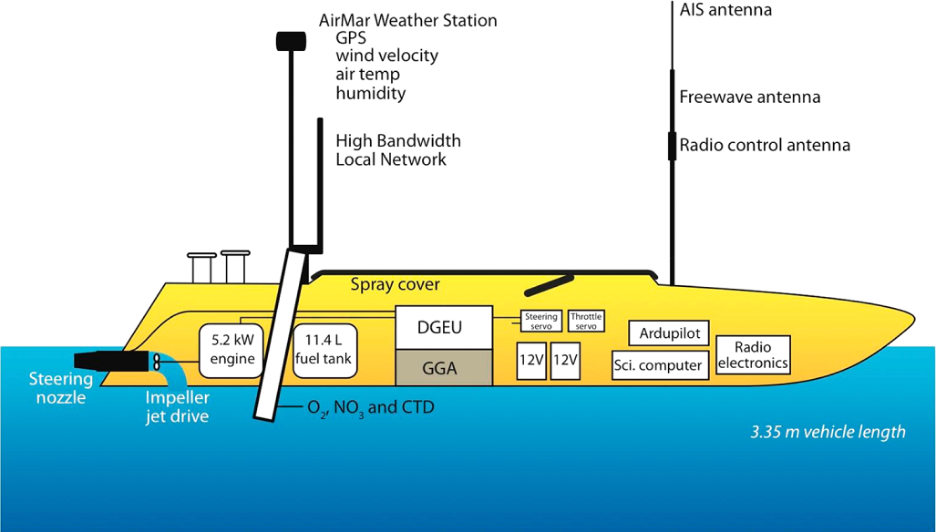 AirMar Weather Station
GPS
wind velocity
air temp
humidity
High Bandwidth
Local Network
AIS antenna
Freewave antenna
Radio control antenna
Spray cover
5.2 kW
engine
11.4 L
fuel tank
DGEU
GGA
Steering
servo
Throttle
servo
12V
12V
Ardupilot
Sci. computer
Radio
electronics
Steering
nozzle
Impeller
jet drive
O₂, NO₃ and CTD
3.35 m vehicle length